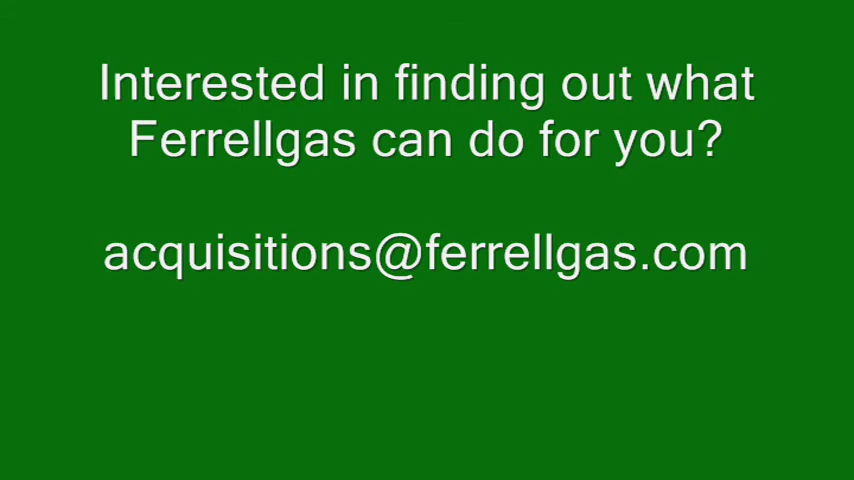 Interested in finding out what
Ferrellgas can do for you?
acquisitions@ferrellgas.com